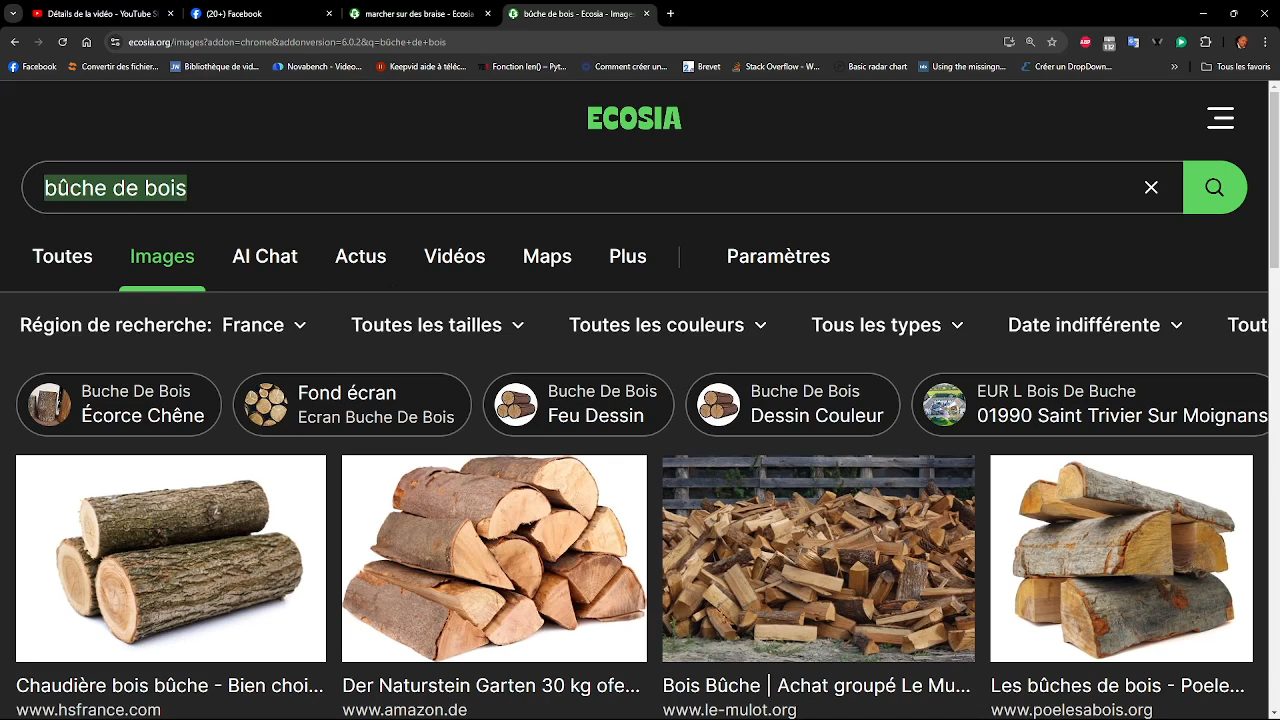 Détails de la vidéo - YouTube S
(20+) Facebook
marcher sur des braise - Ecosia
bûche de bois - Ecosia - Images
ecosia.org/images?addon=chrome&addonversion=6.0.2&q=bûche+de+bois
Facebook
Convertir des fichier...
Bibliothèque de vid...
Novabench - Video...
Keepvid aide à téléc...
Fonction len() – Pyt...
Comment créer un...
Brevet
Stack Overflow - W...
Basic radar chart
Using the missingn...
Créer un DropDown...
Tous les favoris
ECOSIA
bûche de bois
Toutes Images AI Chat Actus Vidéos Maps Plus Paramètres
Région de recherche: France Toutes les tailles Toutes les couleurs Tous les types Date indifférente Tout
Buche De Bois
Écorce Chêne
Fond écran
Ecran Buche De Bois
Buche De Bois
Feu Dessin
Buche De Bois
Dessin Couleur
EUR L Bois De Buche
01990 Saint Trivier Sur Moignans
Chaudière bois bûche - Bien choi...
www.hsfrance.com
Der Naturstein Garten 30 kg ofe...
www.amazon.de
Bois Bûche | Achat groupé Le Mu...
www.le-mulot.org
Les bûches de bois - Poele...
www.poelesabois.org